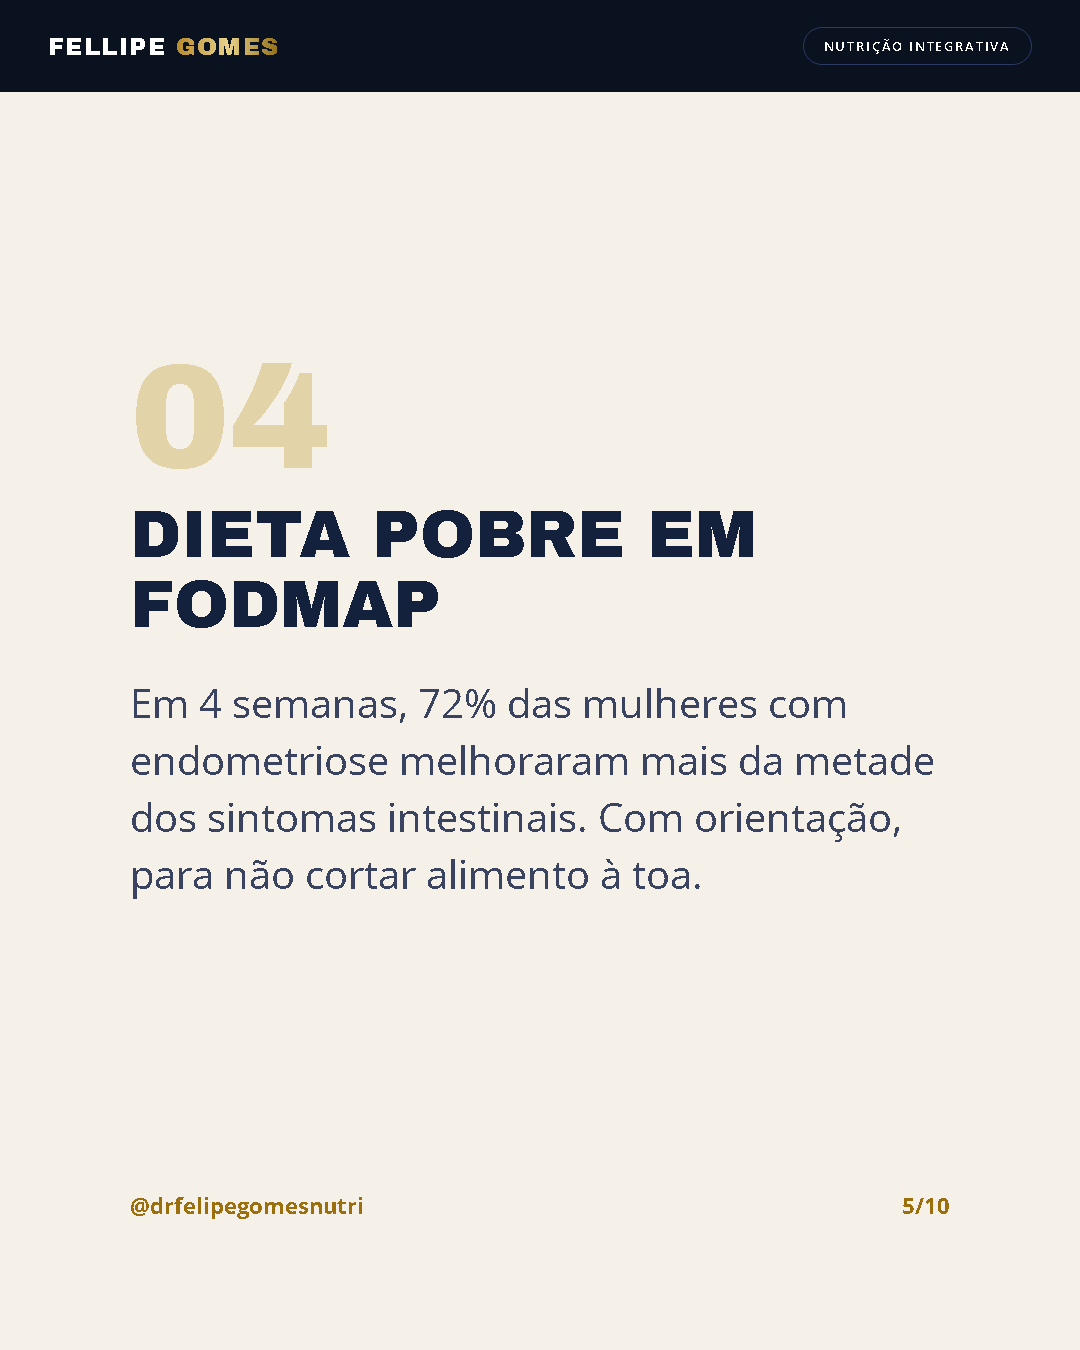 FELLIPE GOMES
NUTRIÇÃO INTEGRATIVA
04
DIETA POBRE EM
FODMAP
Em 4 semanas, 72% das mulheres com
endometriose melhoraram mais da metade
dos sintomas intestinais. Com orientação,
para não cortar alimento à toa.
@drfelipegomesnutri
5/10